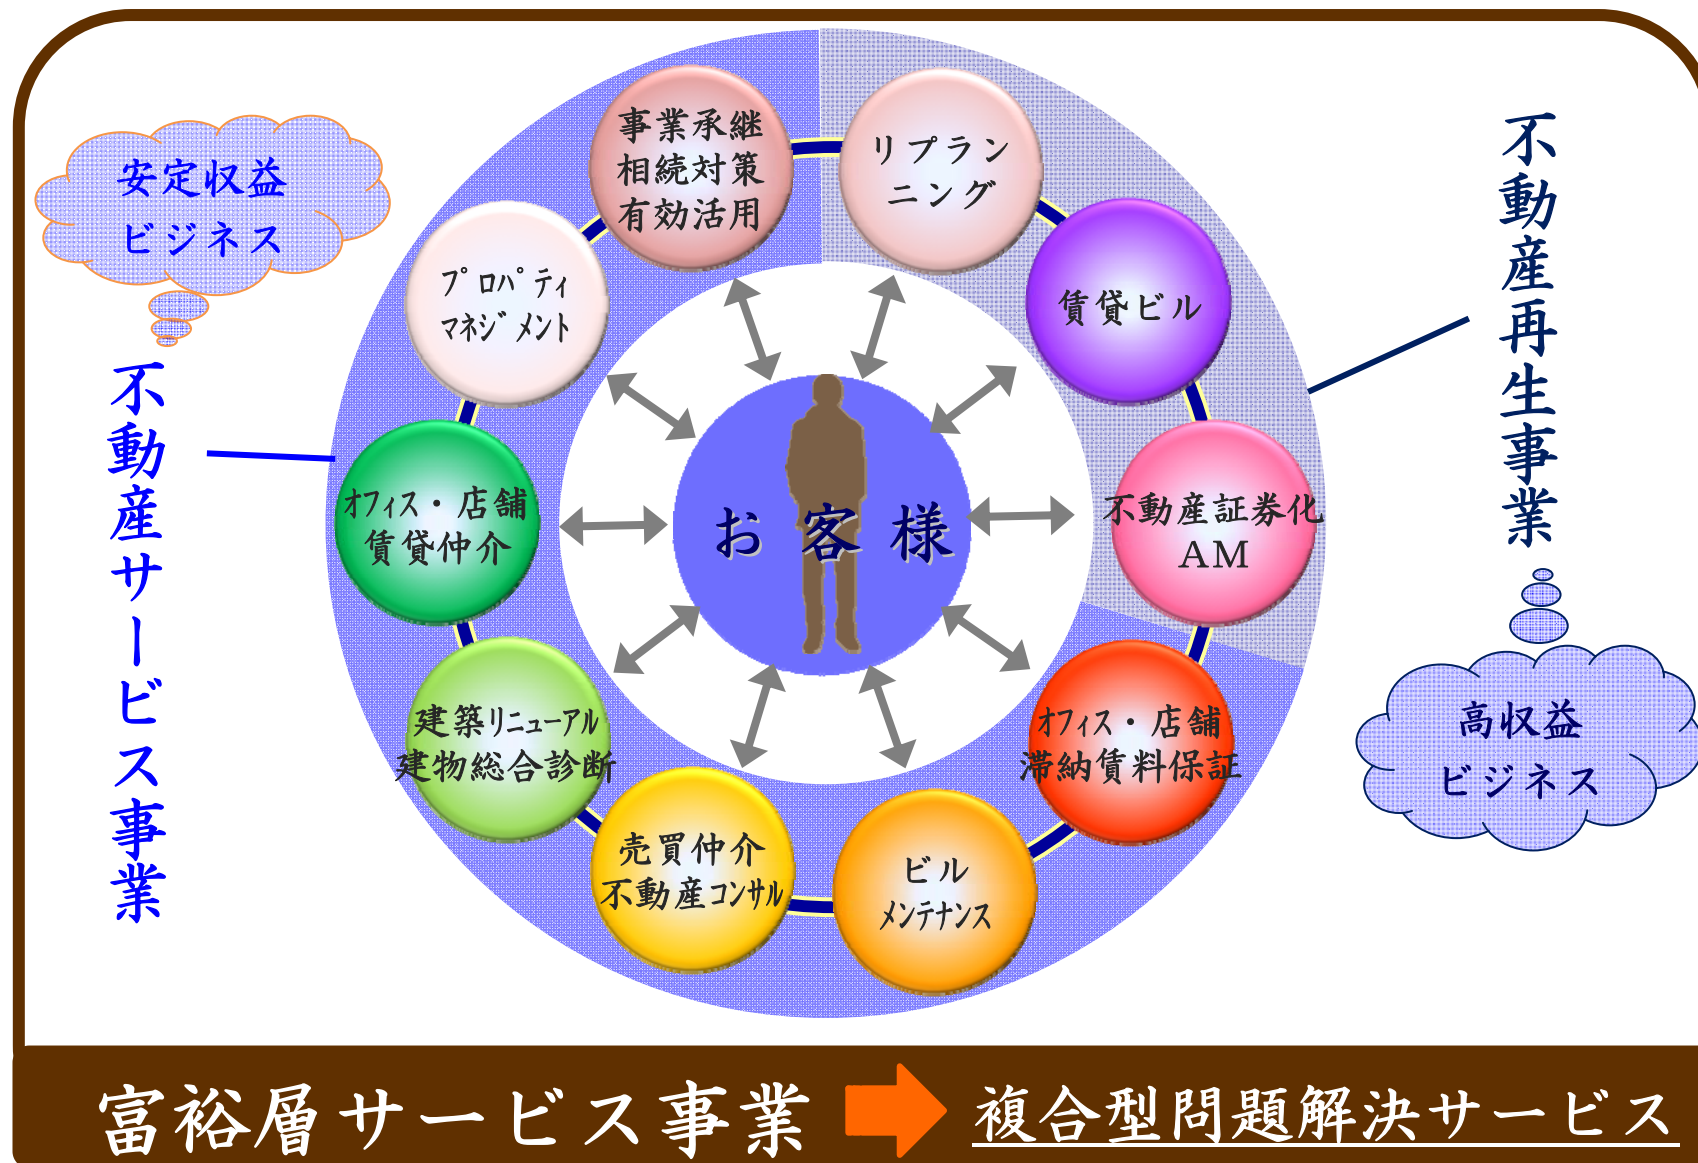 安定収益
ビジネス
不動産サービス事業
事業承継
相続対策
有効活用
リプラン
ニング
プロパティ
マネジメント
賃貸ビル
オフィス・店舗
賃貸仲介
お客様
不動産証券化
AM
建築リニューアル
建物総合診断
オフィス・店舗
滞納賃料保証
売買仲介
不動産コンサル
ビル
メンテナンス
不動産再生事業
高収益
ビジネス
富裕層サービス事業
複合型問題解決サービス